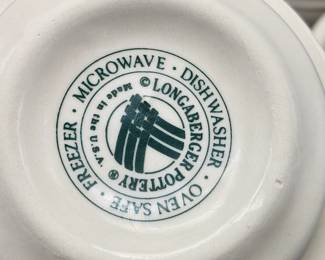 · MICROWAVE · DISHWASHER · OVEN SAFE · FREEZER
© LONGABERGER POTTERY ®
Made in the U.S.A.